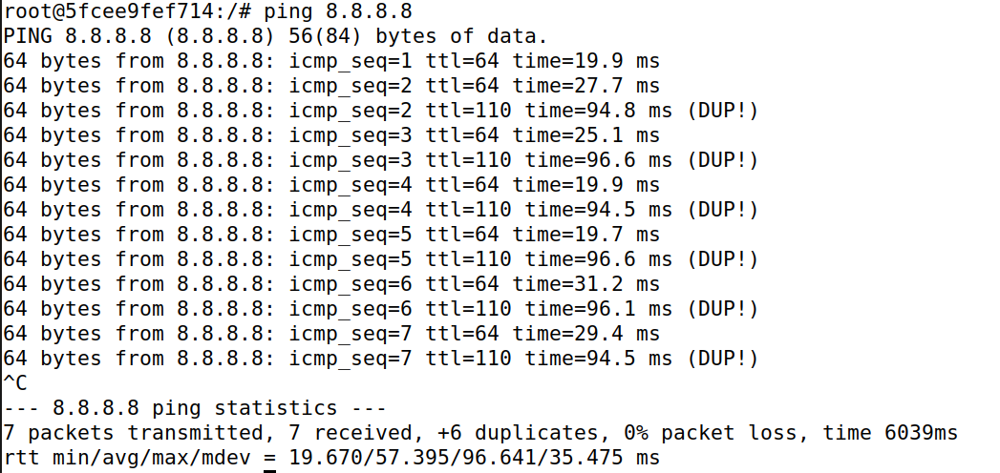 root@5fcee9fef714:/# ping 8.8.8.8
PING 8.8.8.8 (8.8.8.8) 56(84) bytes of data.
64 bytes from 8.8.8.8: icmp_seq=1 ttl=64 time=19.9 ms
64 bytes from 8.8.8.8: icmp_seq=2 ttl=64 time=27.7 ms
64 bytes from 8.8.8.8: icmp_seq=2 ttl=110 time=94.8 ms (DUP!)
64 bytes from 8.8.8.8: icmp_seq=3 ttl=64 time=25.1 ms
64 bytes from 8.8.8.8: icmp_seq=3 ttl=110 time=96.6 ms (DUP!)
64 bytes from 8.8.8.8: icmp_seq=4 ttl=64 time=19.9 ms
64 bytes from 8.8.8.8: icmp_seq=4 ttl=110 time=94.5 ms (DUP!)
64 bytes from 8.8.8.8: icmp_seq=5 ttl=64 time=19.7 ms
64 bytes from 8.8.8.8: icmp_seq=5 ttl=110 time=96.6 ms (DUP!)
64 bytes from 8.8.8.8: icmp_seq=6 ttl=64 time=31.2 ms
64 bytes from 8.8.8.8: icmp_seq=6 ttl=110 time=96.1 ms (DUP!)
64 bytes from 8.8.8.8: icmp_seq=7 ttl=64 time=29.4 ms
64 bytes from 8.8.8.8: icmp_seq=7 ttl=110 time=94.5 ms (DUP!)
^C
--- 8.8.8.8 ping statistics ---
7 packets transmitted, 7 received, +6 duplicates, 0% packet loss, time 6039ms
rtt min/avg/max/mdev = 19.670/57.395/96.641/35.475 ms